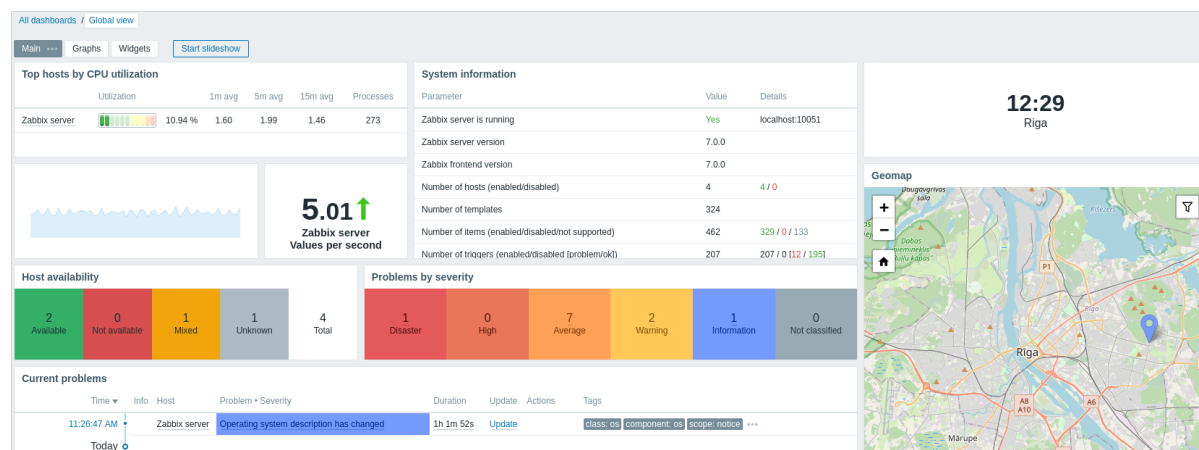 All dashboards / Global view
Main ••• Graphs Widgets Start slideshow
Top hosts by CPU utilization
Utilization 1m avg 5m avg 15m avg Processes
Zabbix server 10.94 % 1.60 1.99 1.46 273
System information
Parameter Value Details
Zabbix server is running Yes localhost:10051
Zabbix server version 7.0.0
Zabbix frontend version 7.0.0
Number of hosts (enabled/disabled) 4 4 / 0
Number of templates 324
Number of items (enabled/disabled/not supported) 462 329 / 0 / 133
Number of triggers (enabled/disabled [problem/ok]) 207 207 / 0 [12 / 195]
12:29
Riga
5.01
Zabbix server
Values per second
Geomap
+
−
Daugavgrīvas
sala
Ķīšezers
Dabas
P1
Rīga
Rīga
A8
A10
A6
Mārupe
Host availability
2 0 1 1 4
Available Not available Mixed Unknown Total
Problems by severity
1 0 7 2 1 0
Disaster High Average Warning Information Not classified
Current problems
Time Info Host Problem • Severity Duration Update Actions Tags
11:26:47 AM Zabbix server Operating system description has changed 1h 1m 52s Update class: os component: os scope: notice •••
Today